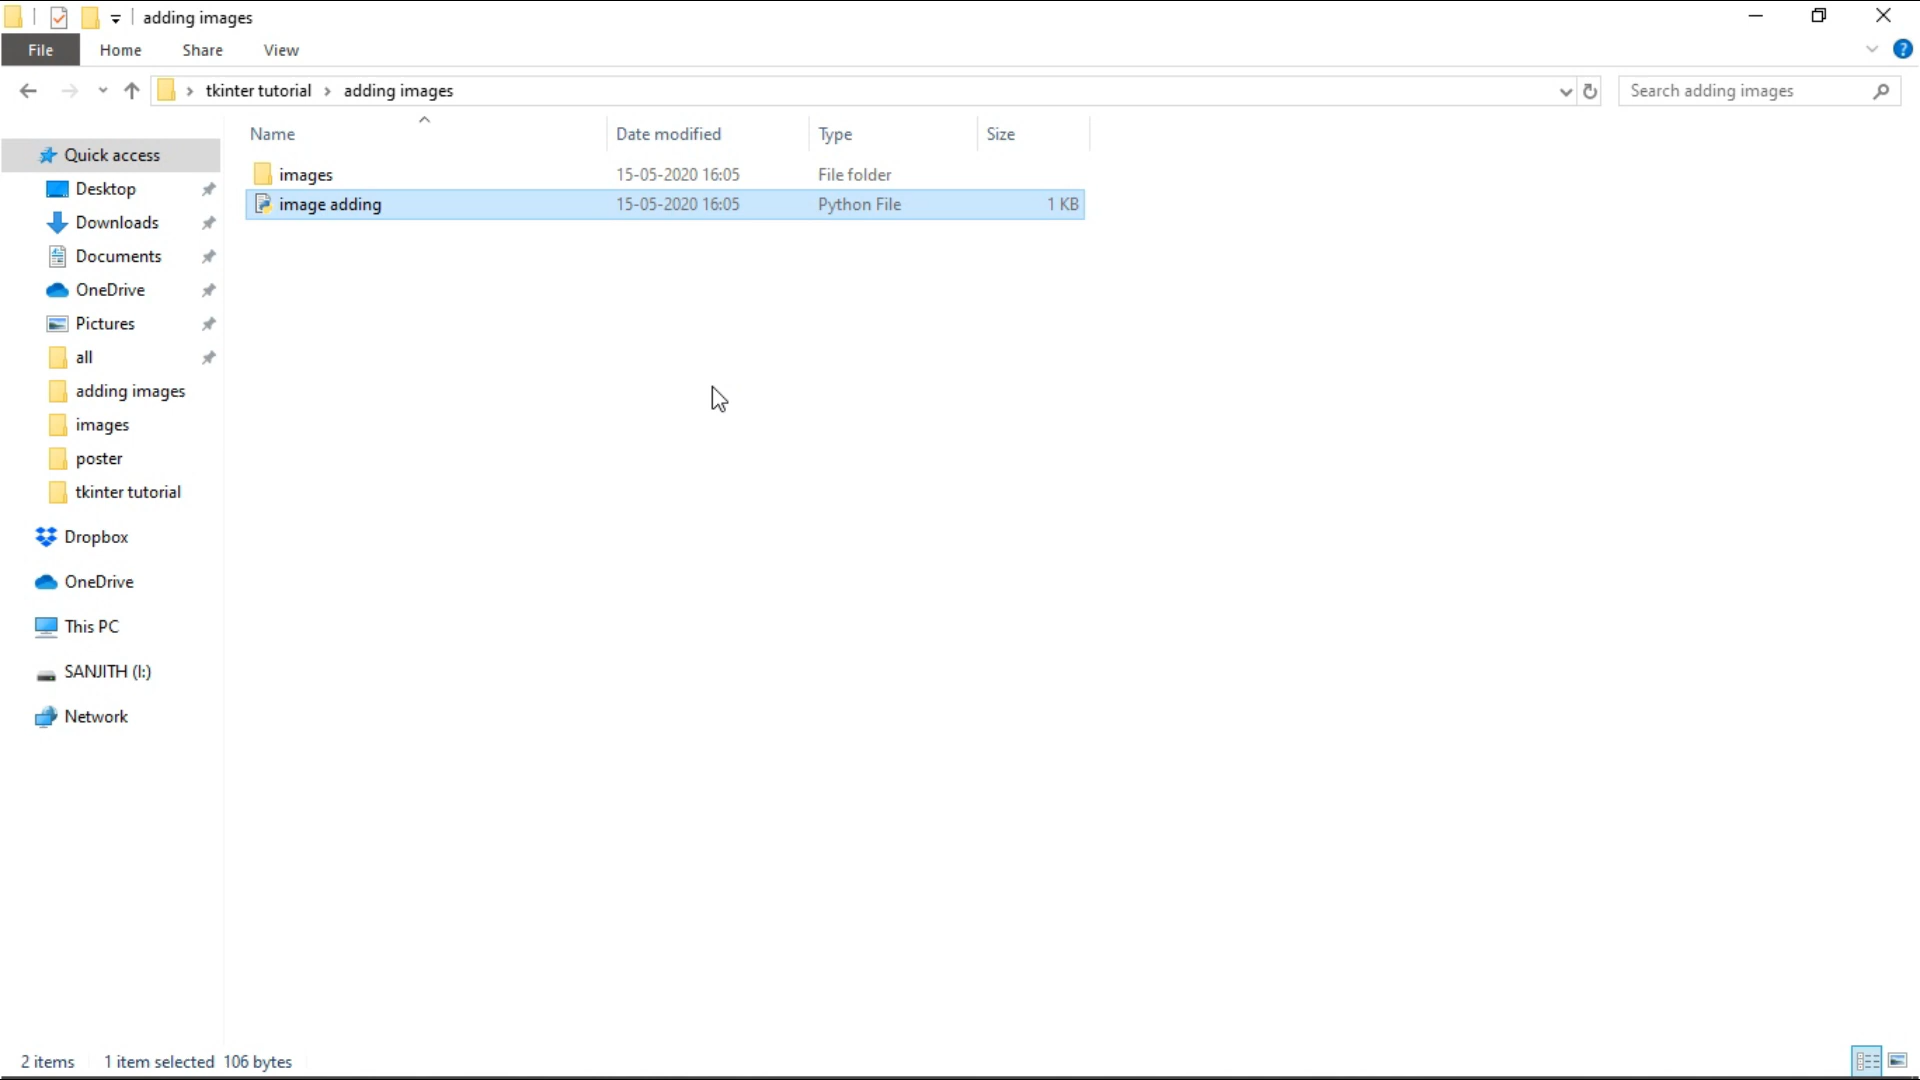 adding images
File Home Share View
tkinter tutorial adding images Search adding images
Name Date modified Type Size
Quick access
images 15-05-2020 16:05 File folder
Desktop
image adding 15-05-2020 16:05 Python File 1 KB
Downloads
Documents
OneDrive
Pictures
all
adding images
images
poster
tkinter tutorial
Dropbox
OneDrive
This PC
SANJITH (I:)
Network
2 items 1 item selected 106 bytes